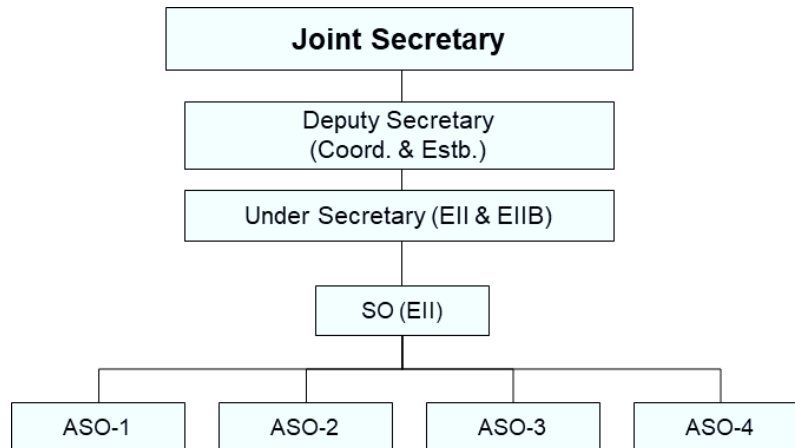 Joint Secretary
Deputy Secretary
(Coord. & Estb.)
Under Secretary (EII & EIIB)
SO (EII)
ASO-1
ASO-2
ASO-3
ASO-4